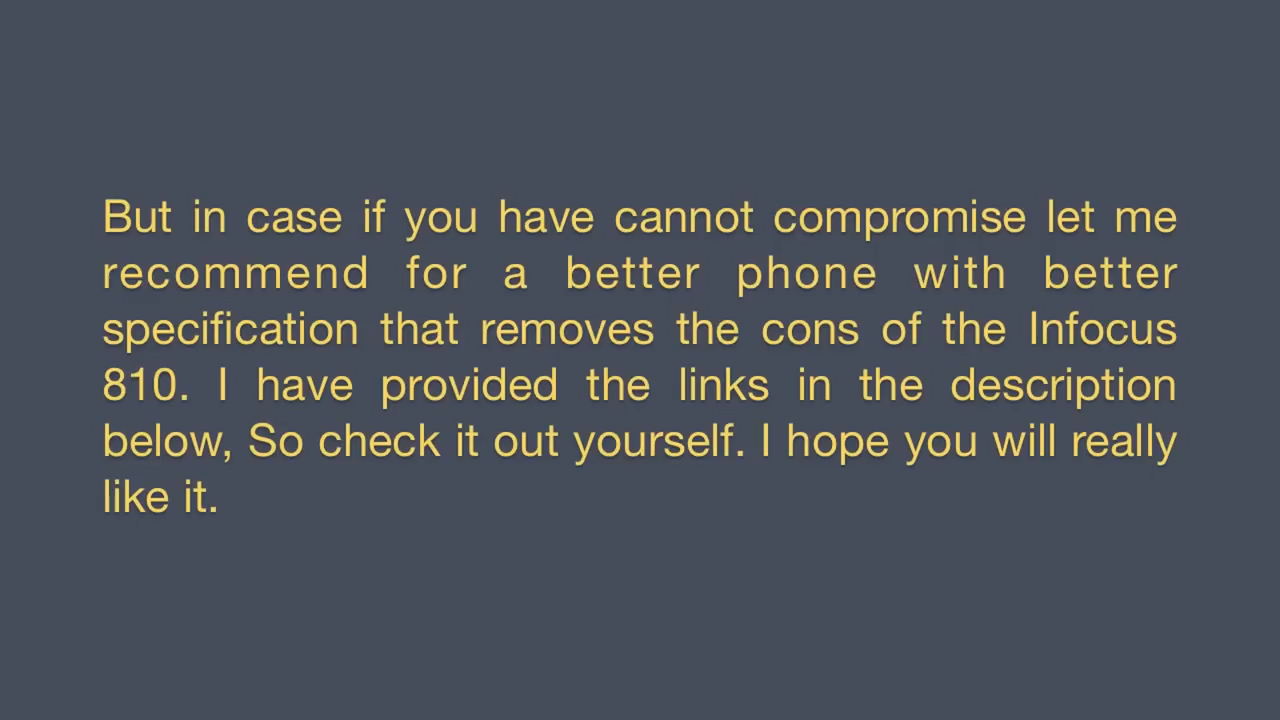 But in case if you have cannot compromise let me
recommend for a better phone with better
specification that removes the cons of the Infocus
810. I have provided the links in the description
below, So check it out yourself. I hope you will really
like it.